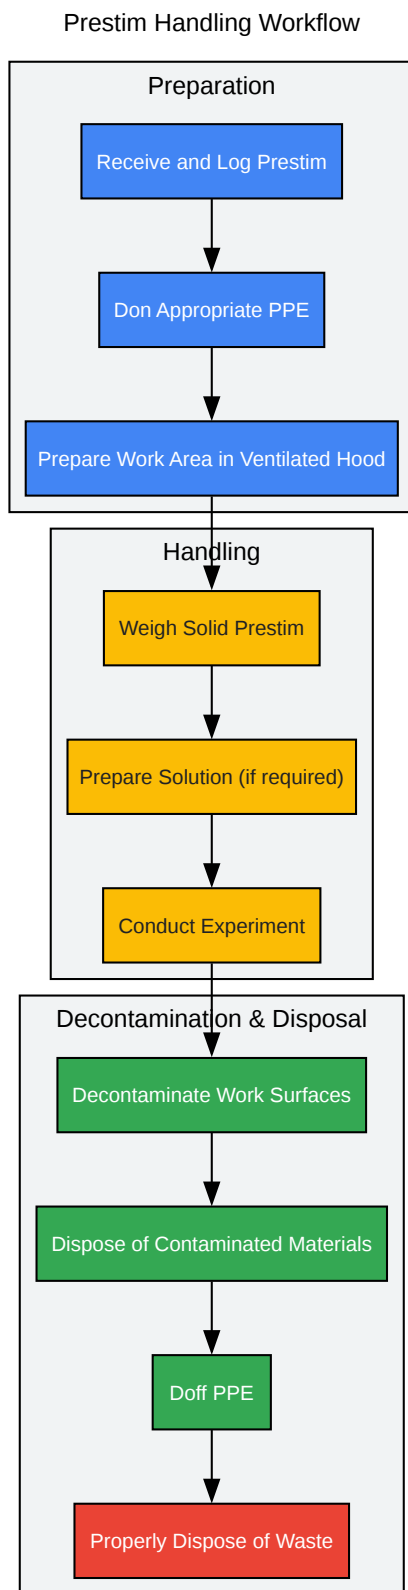 Prestim Handling Workflow
Preparation
Receive and Log Prestim
Don Appropriate PPE
Prepare Work Area in Ventilated Hood
Handling
Weigh Solid Prestim
Prepare Solution (if required)
Conduct Experiment
Decontamination & Disposal
Decontaminate Work Surfaces
Dispose of Contaminated Materials
Doff PPE
Properly Dispose of Waste